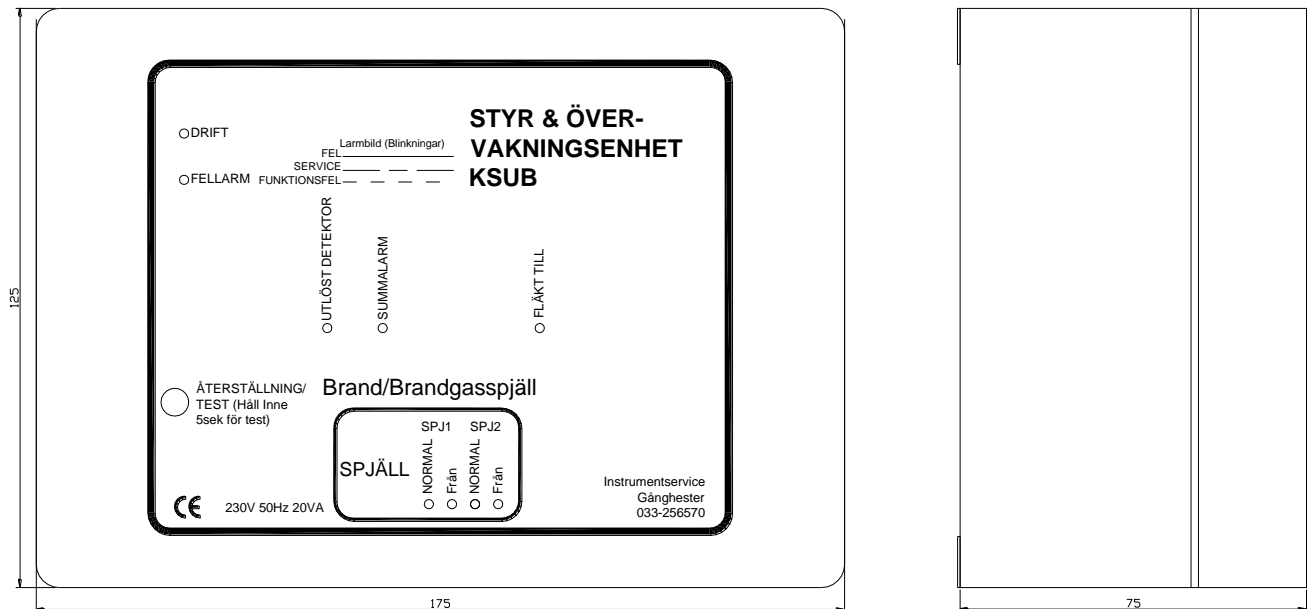 DRIFT
FELLARM
Larmbild (Blinkningar)
FEL
SERVICE
FUNKTIONSFEL
STYR & ÖVER-
VAKNINGSENHET
KSUB
UTLÖST DETEKTOR
SUMMALARM
FLÄKT TILL
ÅTERSTÄLLNING/
TEST (Håll Inne
5sek för test)
Brand/Brandgasspjäll
SPJ1 SPJ2
SPJÄLL
NORMAL
Från
NORMAL
Från
CE
230V 50Hz 20VA
Instrumentservice
Gånghester
033-256570
125
175
75